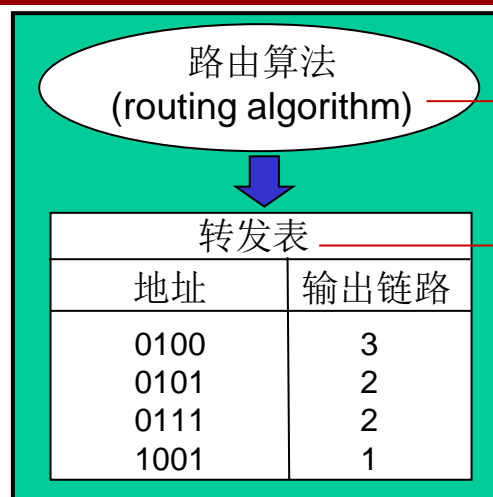 路由算法
(routing algorithm)
转发表
地址 输出链路
0100 3
0101 2
0111 2
1001 1